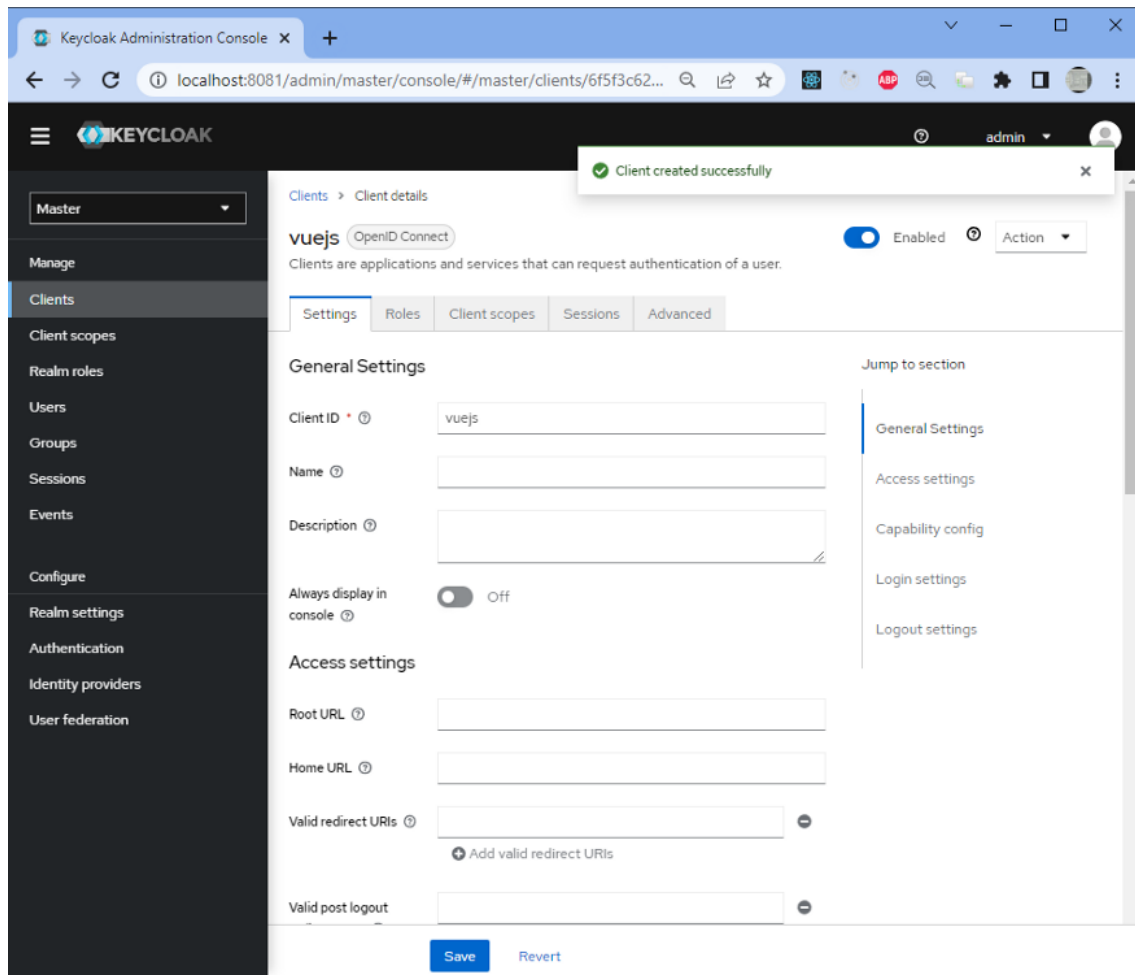 Keycloak Administration Console
localhost:8081/admin/master/console/#/master/clients/6f5f3c62...
ABP
KEYCLOAK
admin
Client created successfully
Master
Manage
Clients
Client scopes
Realm roles
Users
Groups
Sessions
Events
Configure
Realm settings
Authentication
Identity providers
User federation
Clients > Client details
vuejs OpenID Connect
Enabled
Action
Clients are applications and services that can request authentication of a user.
Settings Roles Client scopes Sessions Advanced
General Settings
Client ID * vuejs
Name
Description
Always display in
console
Off
Access settings
Root URL
Home URL
Valid redirect URIs
Add valid redirect URIs
Valid post logout
Jump to section
General Settings
Access settings
Capability config
Login settings
Logout settings
Save Revert